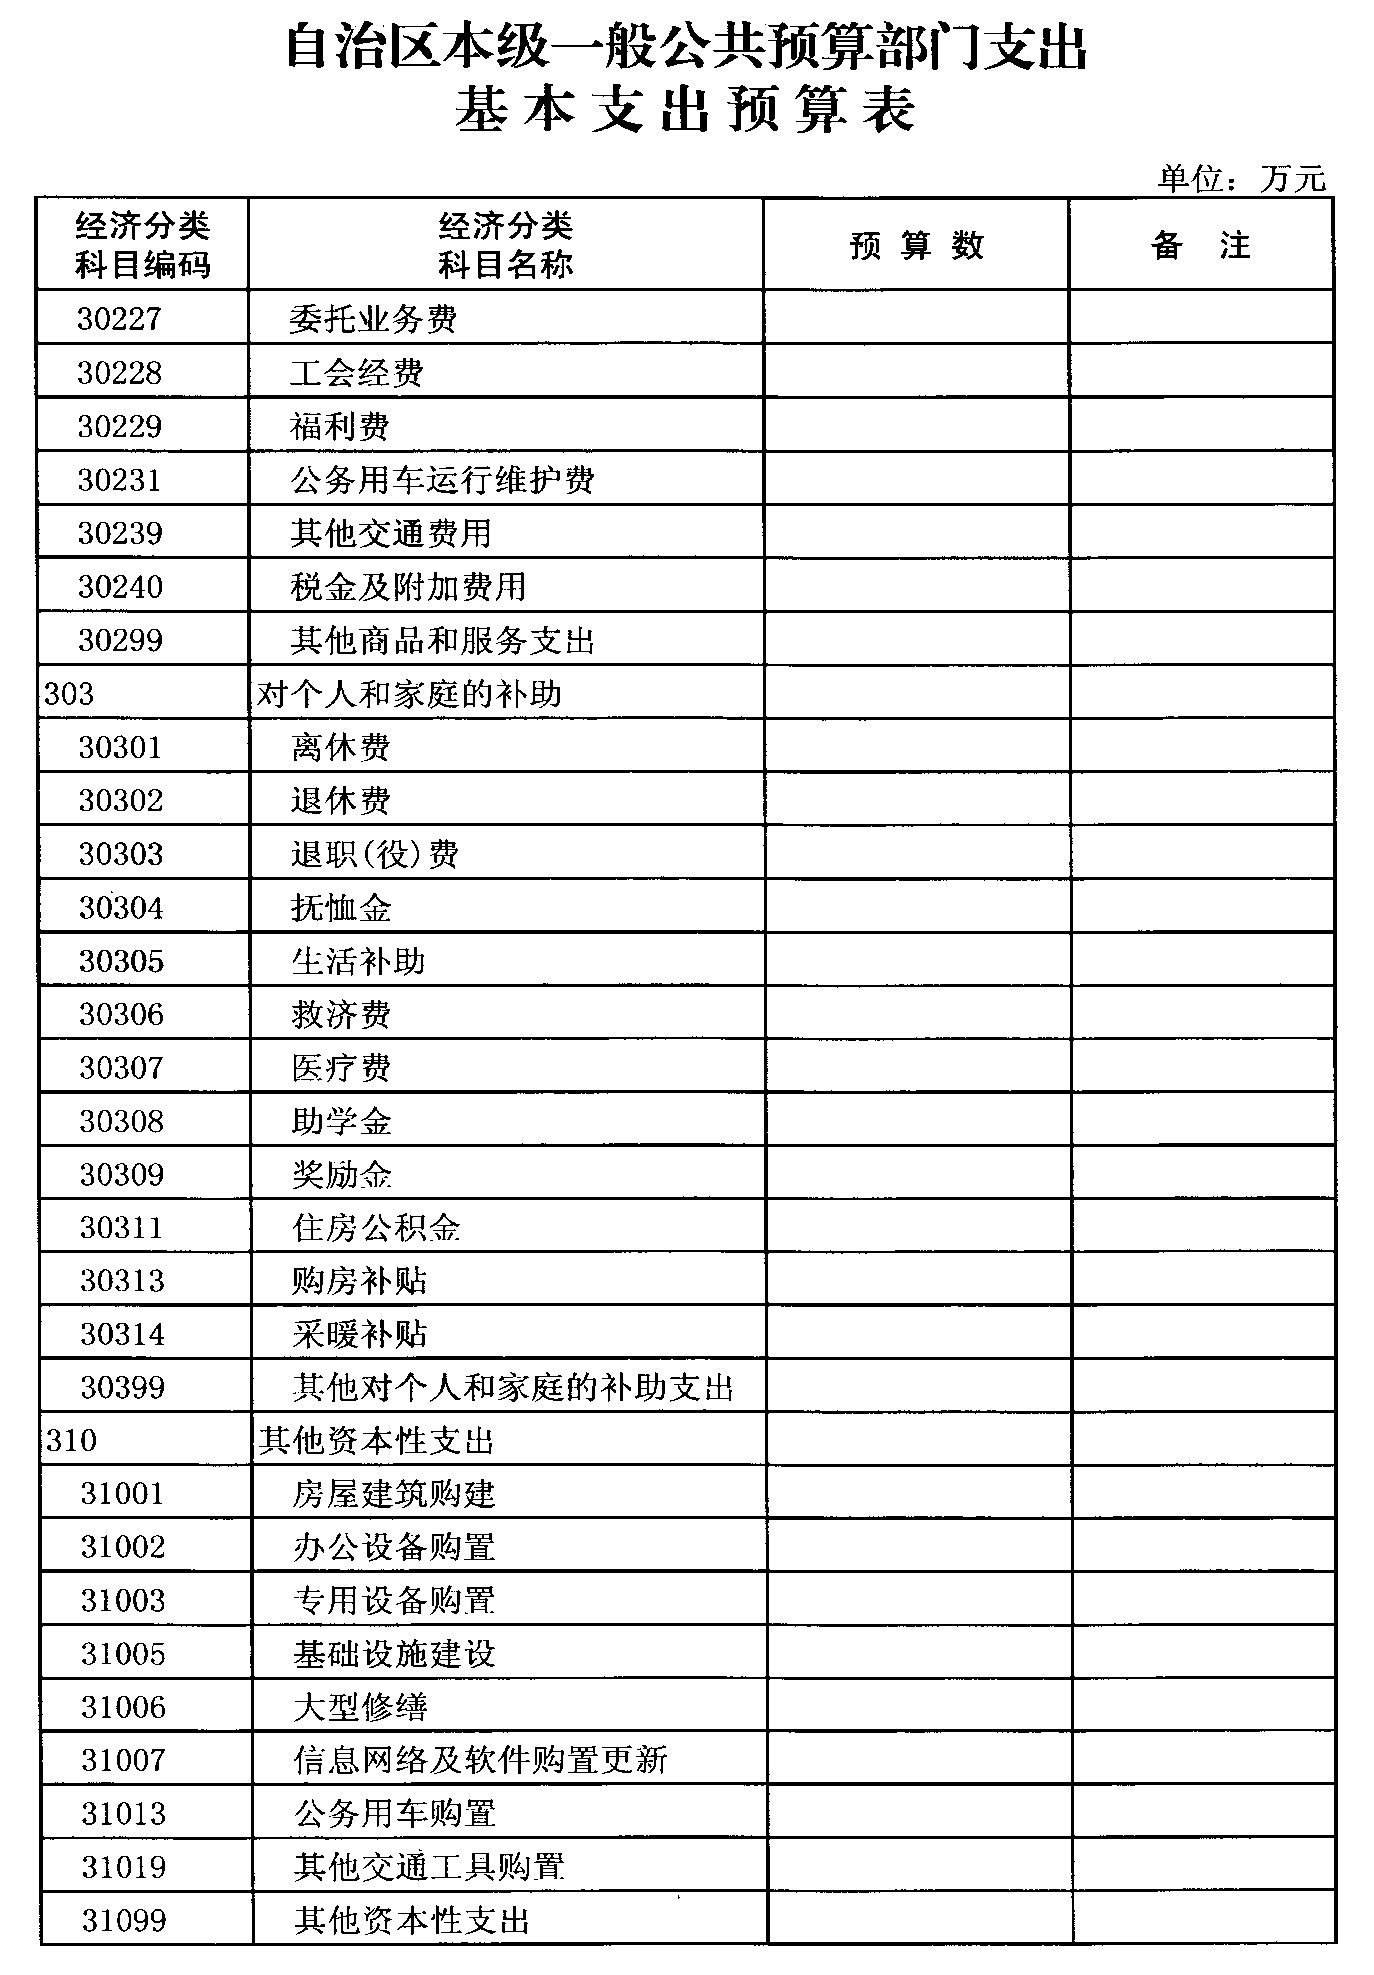 自治区本级一般公共预算部门支出
基本支出预算表
单位：万元
经济分类科目编码 经济分类科目名称 预算数 备注
30227 委托业务费
30228 工会经费
30229 福利费
30231 公务用车运行维护费
30239 其他交通费用
30240 税金及附加费用
30299 其他商品和服务支出
303 对个人和家庭的补助
30301 离休费
30302 退休费
30303 退职(役)费
30304 抚恤金
30305 生活补助
30306 救济费
30307 医疗费
30308 助学金
30309 奖励金
30311 住房公积金
30313 购房补贴
30314 采暖补贴
30399 其他对个人和家庭的补助支出
310 其他资本性支出
31001 房屋建筑购建
31002 办公设备购置
31003 专用设备购置
31005 基础设施建设
31006 大型修缮
31007 信息网络及软件购置更新
31013 公务用车购置
31019 其他交通工具购置
31099 其他资本性支出